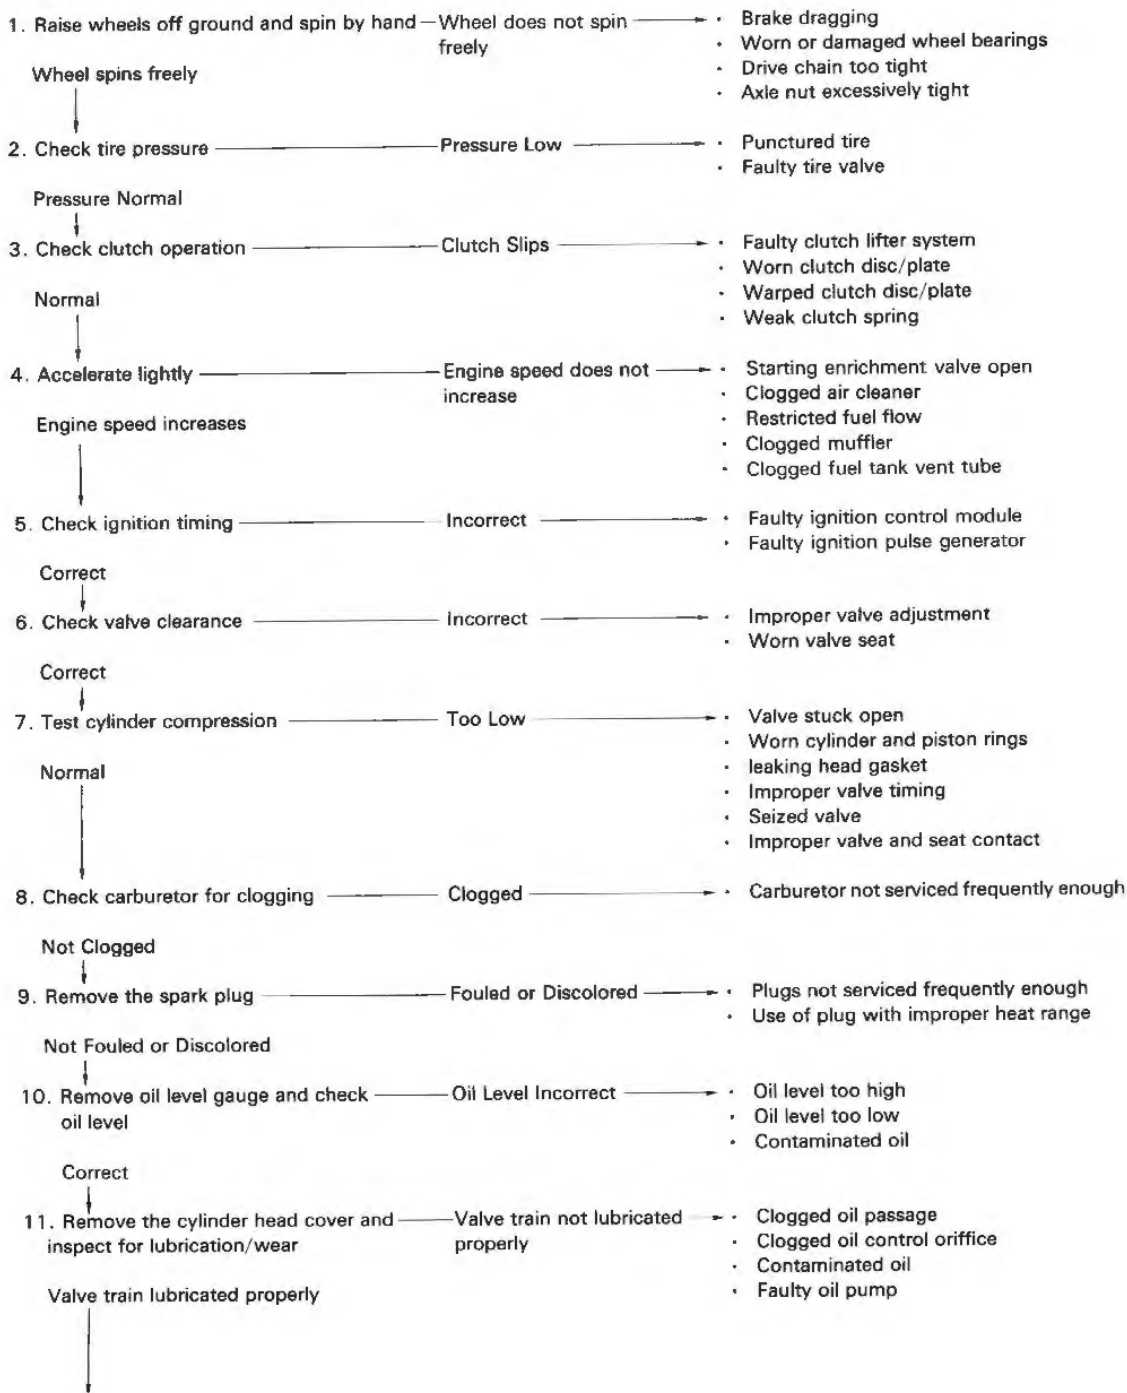 1. Raise wheels off ground and spin by hand Wheel does not spin freely
· Brake dragging
· Worn or damaged wheel bearings
· Drive chain too tight
· Axle nut excessively tight
Wheel spins freely
2. Check tire pressure Pressure Low
· Punctured tire
· Faulty tire valve
Pressure Normal
3. Check clutch operation Clutch Slips
· Faulty clutch lifter system
· Worn clutch disc/plate
· Warped clutch disc/plate
· Weak clutch spring
Normal
4. Accelerate lightly Engine speed does not increase
· Starting enrichment valve open
· Clogged air cleaner
· Restricted fuel flow
· Clogged muffler
· Clogged fuel tank vent tube
Engine speed increases
5. Check ignition timing Incorrect
· Faulty ignition control module
· Faulty ignition pulse generator
Correct
6. Check valve clearance Incorrect
· Improper valve adjustment
· Worn valve seat
Correct
7. Test cylinder compression Too Low
· Valve stuck open
· Worn cylinder and piston rings
· leaking head gasket
· Improper valve timing
· Seized valve
· Improper valve and seat contact
Normal
8. Check carburetor for clogging Clogged
· Carburetor not serviced frequently enough
Not Clogged
9. Remove the spark plug Fouled or Discolored
· Plugs not serviced frequently enough
· Use of plug with improper heat range
Not Fouled or Discolored
10. Remove oil level gauge and check
oil level
Oil Level Incorrect
· Oil level too high
· Oil level too low
· Contaminated oil
Correct
11. Remove the cylinder head cover and
inspect for lubrication/wear
Valve train not lubricated
properly
· Clogged oil passage
· Clogged oil control oriffice
· Contaminated oil
· Faulty oil pump
Valve train lubricated properly